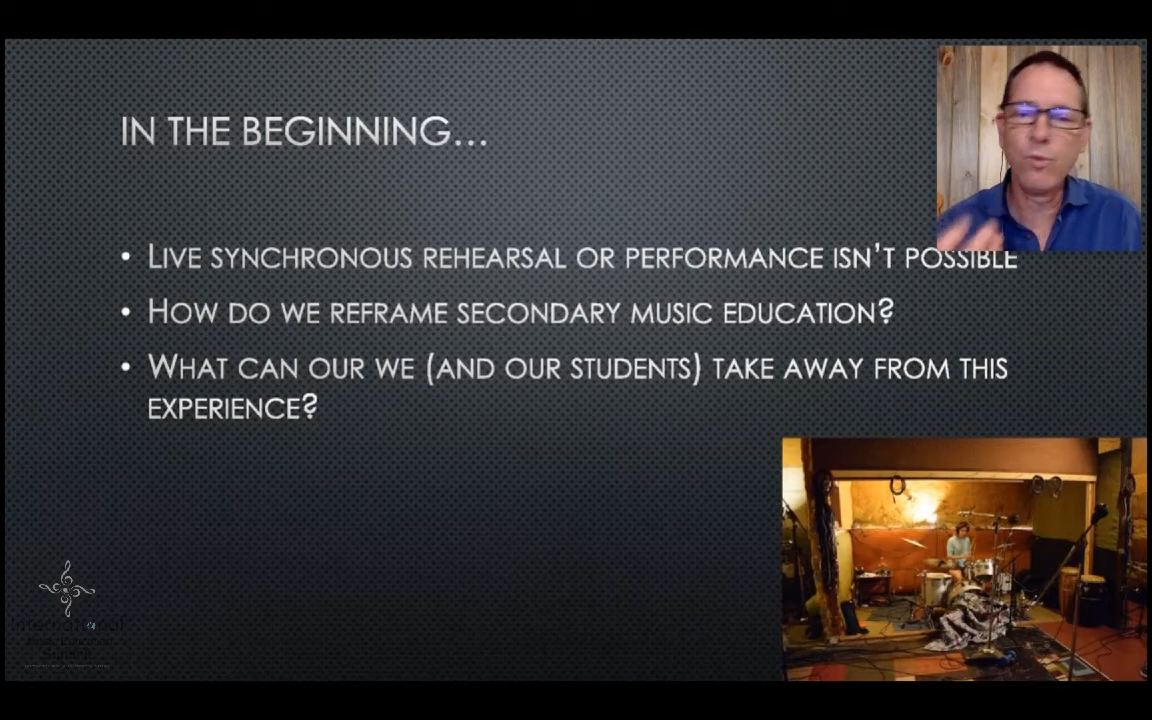 IN THE BEGINNING…
• LIVE SYNCHRONOUS REHEARSAL OR PERFORMANCE ISN'T POSSIBLE
• HOW DO WE REFRAME SECONDARY MUSIC EDUCATION?
• WHAT CAN OUR WE (AND OUR STUDENTS) TAKE AWAY FROM THIS
EXPERIENCE?
International